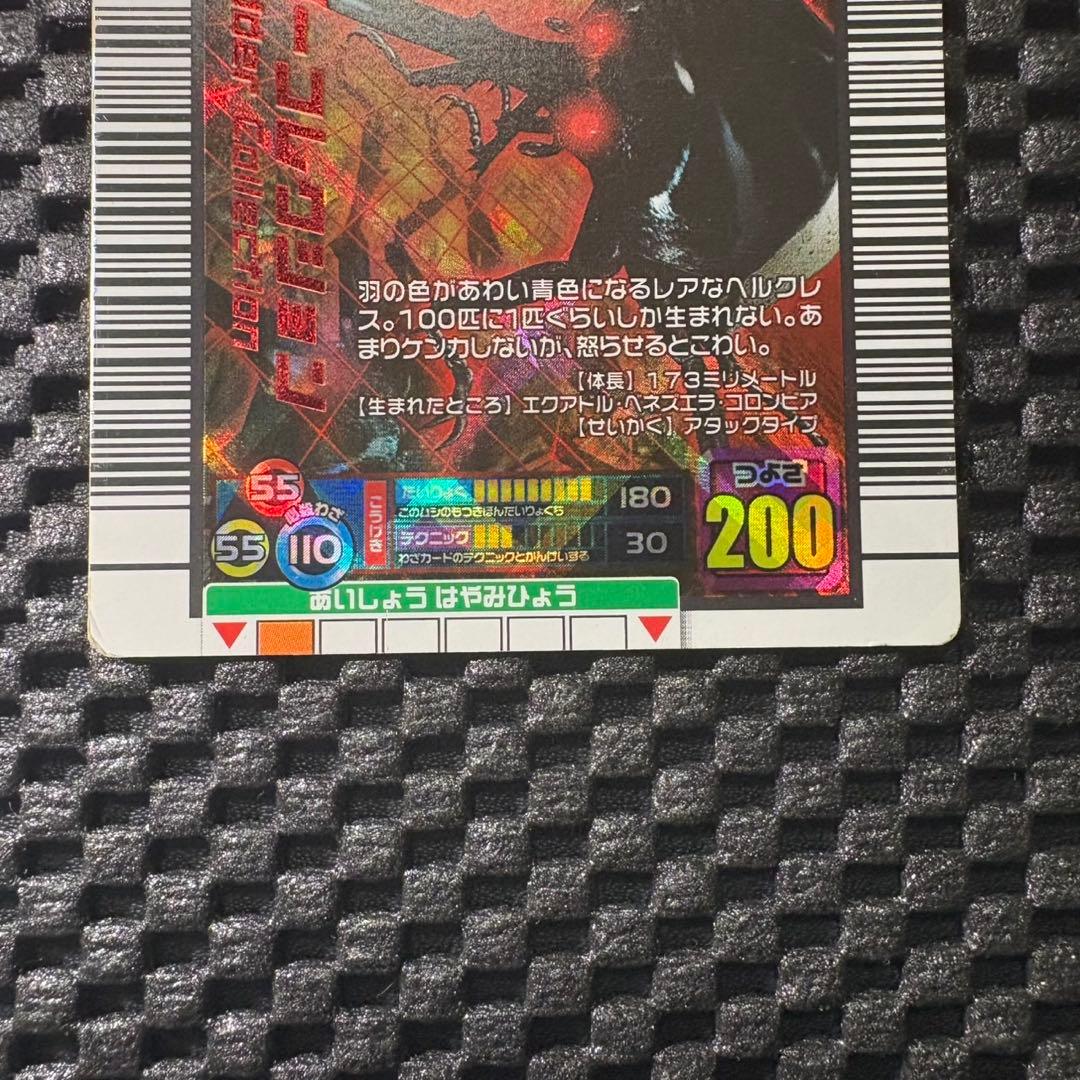 Collection
羽の色があわい青色になるレアなヘルクレ
ス。100匹に1匹ぐらいしか生まれない。あ
まりケンカしないが、怒らせるとこわい。
【体長】173ミリメートル
【生まれたところ】エクアドル・ベネズエラ・コロンビア
【せいかく】アタックタイプ
55
55
110
たいりょく
180
このムシのもつきほんたいりょくち
テクニック
30
わざカードのテクニックとかんけいする
つよさ
200
あいしょう はやみひょう